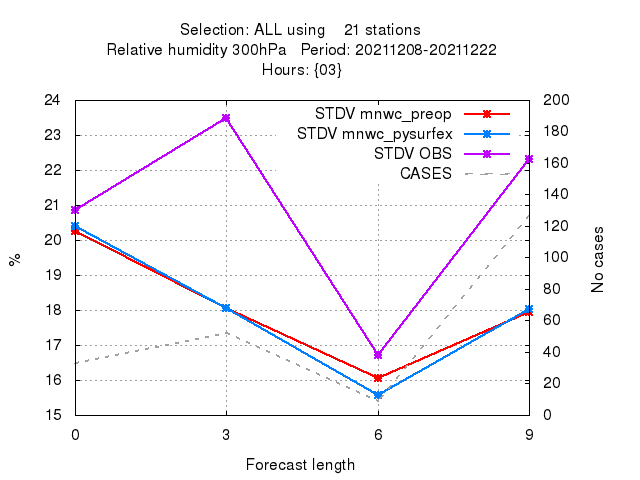 Selection: ALL using 21 stations
Relative humidity 300hPa Period: 20211208-20211222
Hours: {03}
24 200
23 180
22 160
21 140
20 120
19 100
18 80
17 60
16 40
15 20
0
STDV mnwc_preop
STDV mnwc_pysurfex
STDV OBS
CASES
%
No cases
0 3 6 9
Forecast length